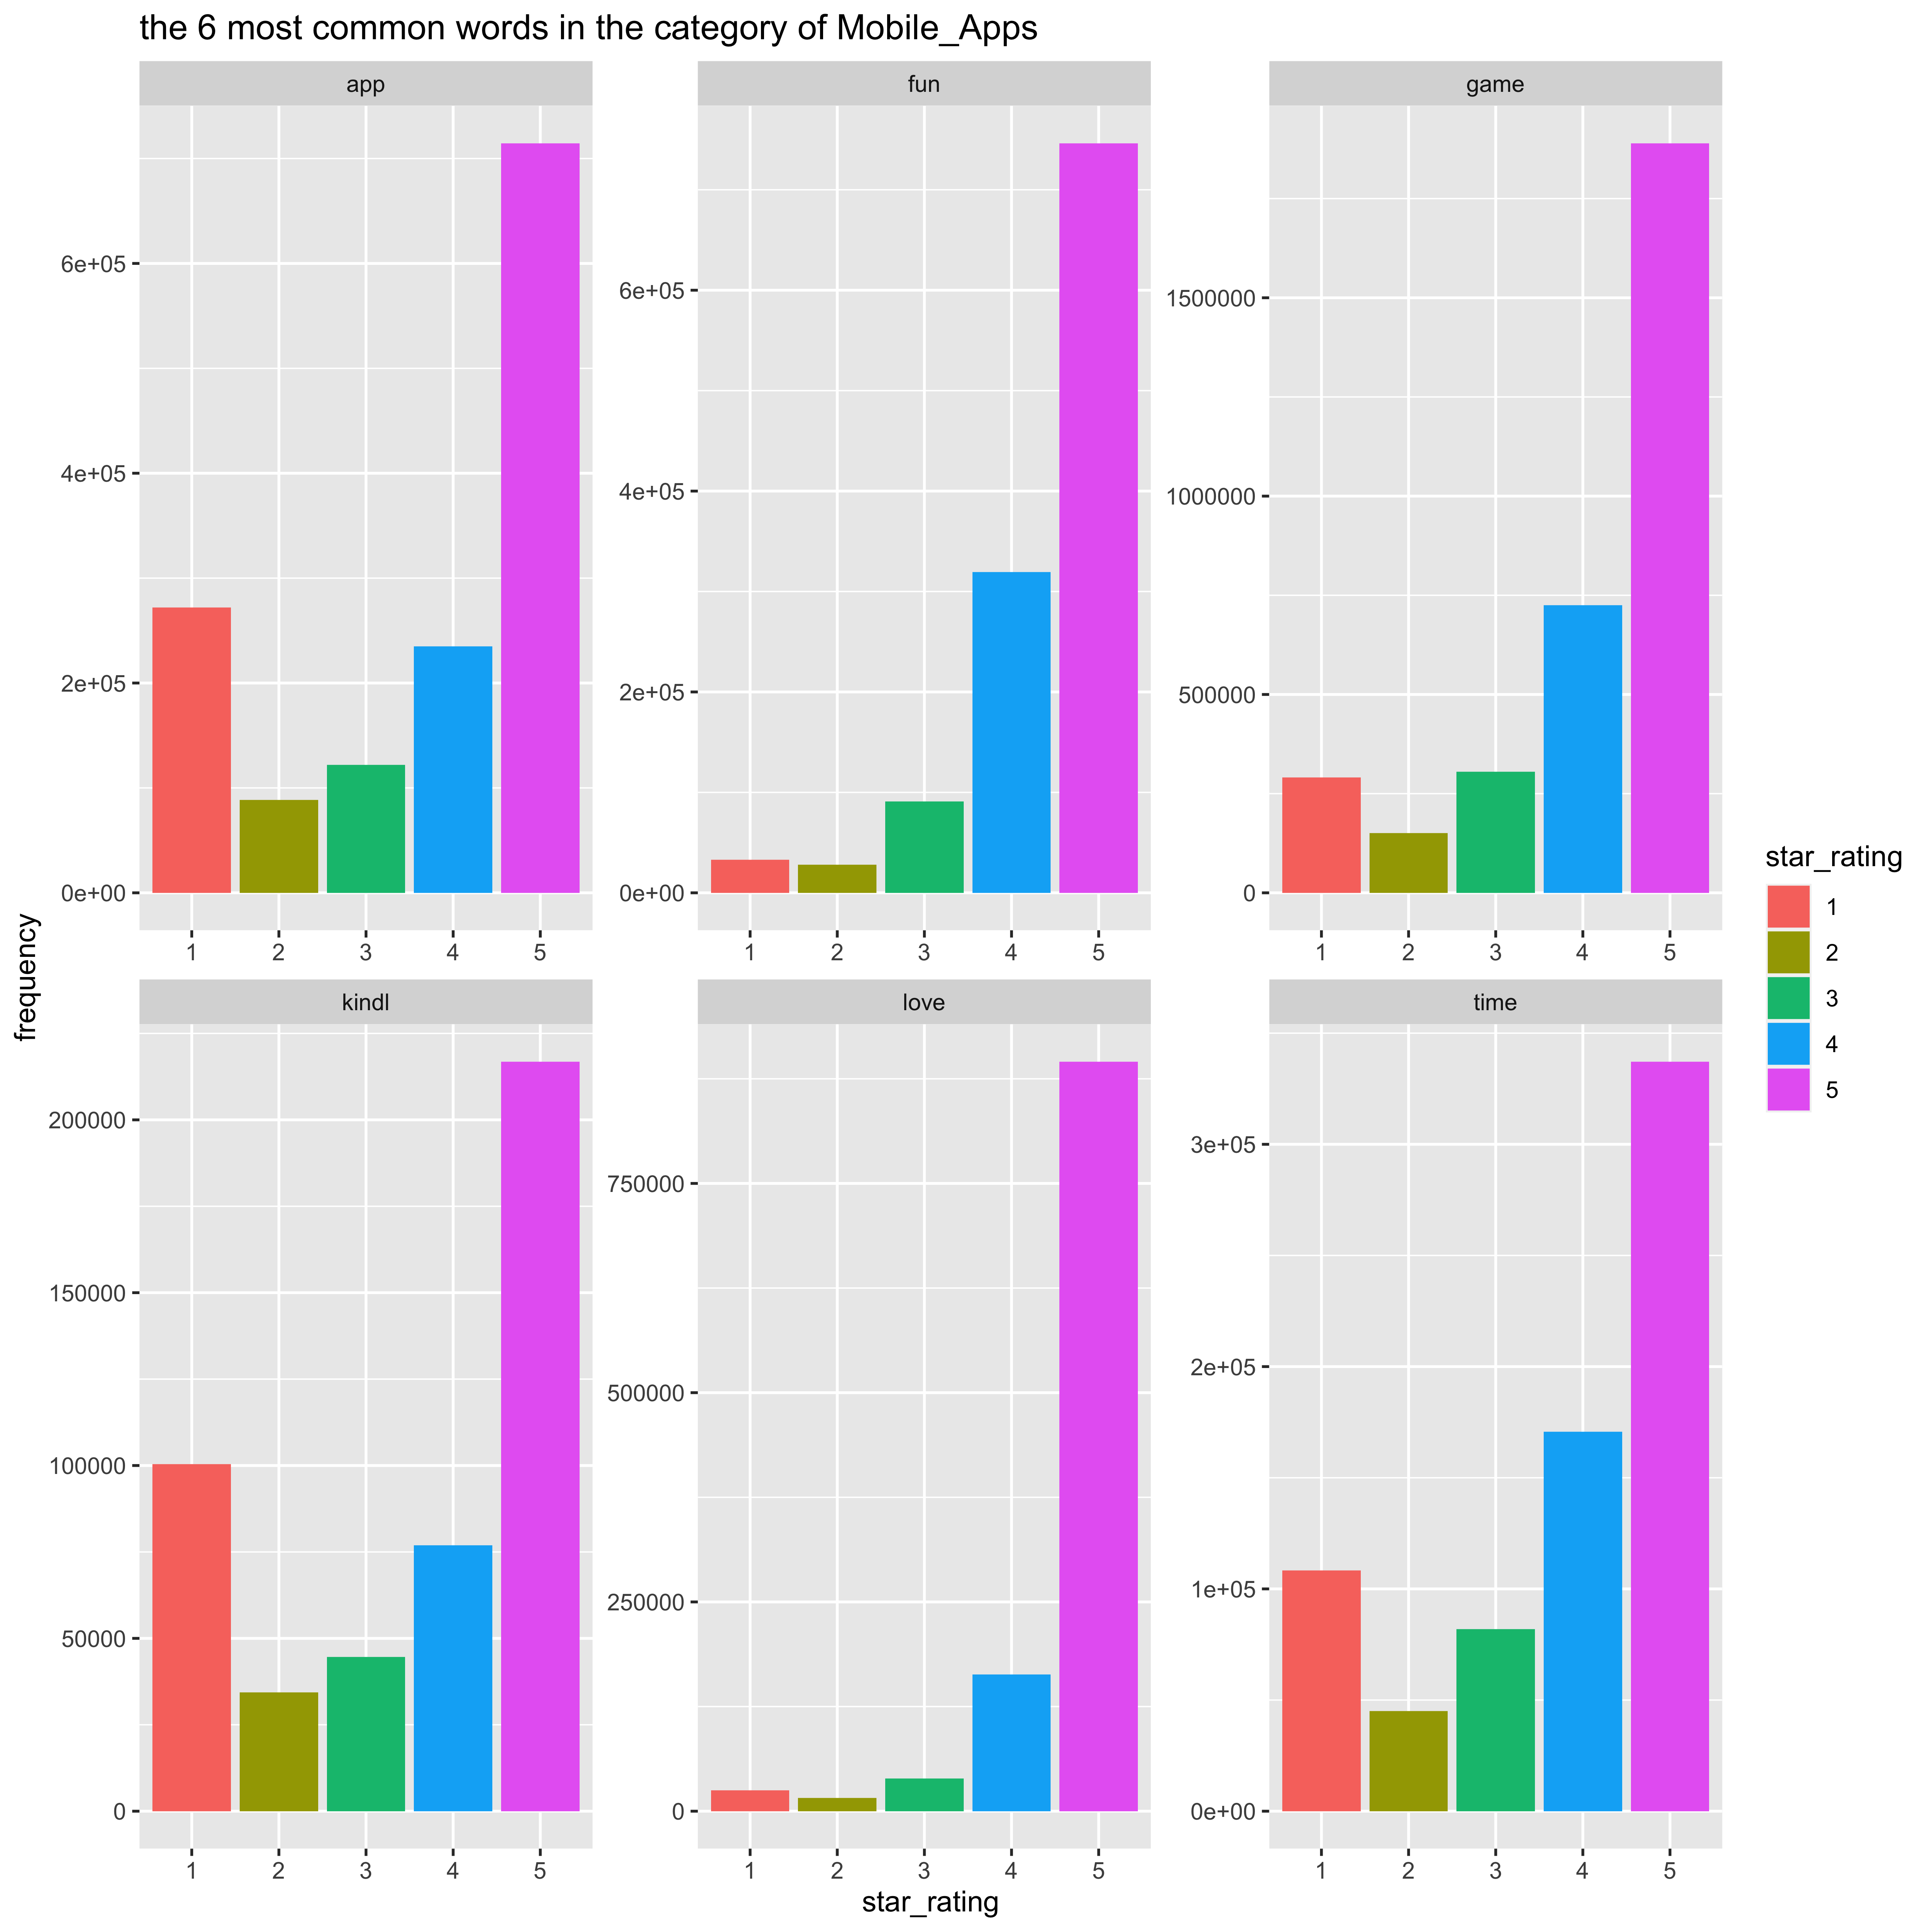 the 6 most common words in the category of Mobile_Apps
app
fun
game
6e+05
4e+05
2e+05
0e+00
6e+05
4e+05
2e+05
0e+00
1500000
1000000
500000
0
1 2 3 4 5
1 2 3 4 5
1 2 3 4 5
kindl
love
time
200000
150000
100000
50000
0
750000
500000
250000
0
3e+05
2e+05
1e+05
0e+00
1 2 3 4 5
1 2 3 4 5
1 2 3 4 5
frequency
star_rating
star_rating
1
2
3
4
5